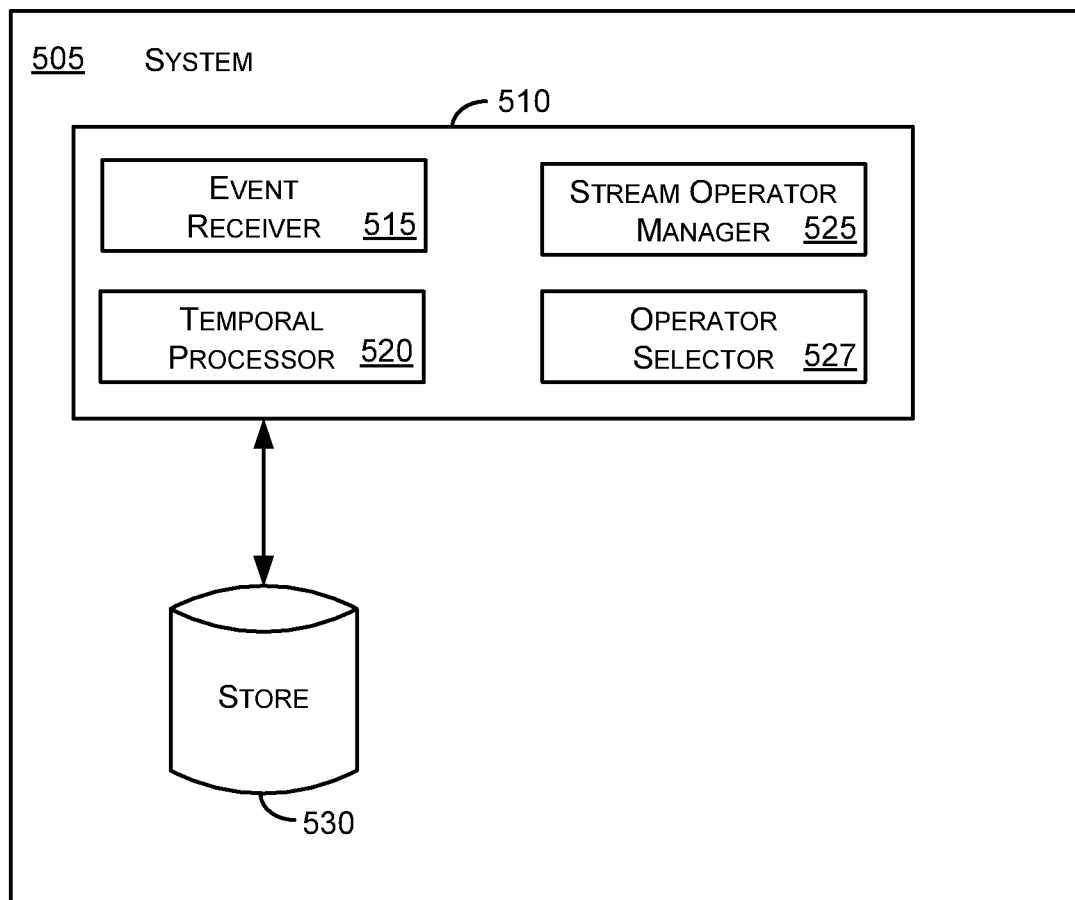 505 SYSTEM
510
EVENT
RECEIVER 515
STREAM OPERATOR
MANAGER 525
TEMPORAL
PROCESSOR 520
OPERATOR
SELECTOR 527
STORE
530